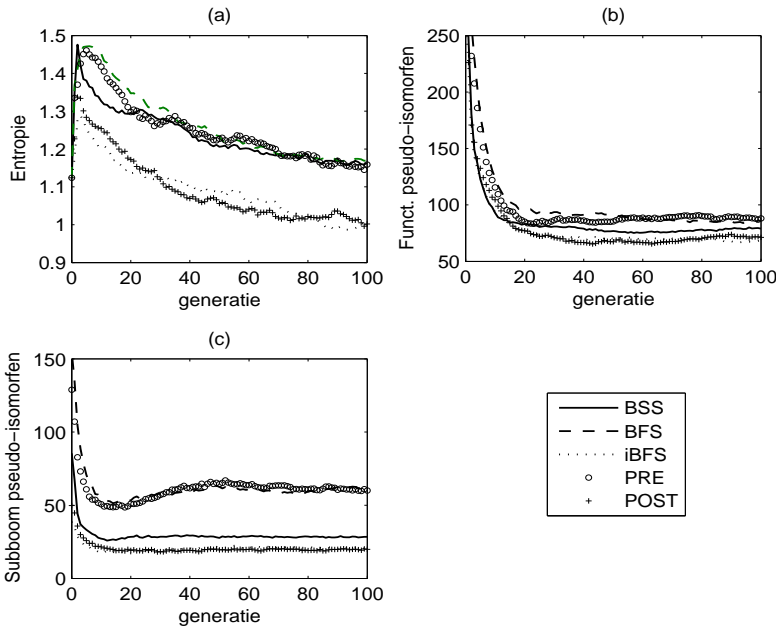 (a)
Entropie
1.5
1.4
1.3
1.2
1.1
1
0.9
0
20
40
60
80
100
generatie
(b)
Funct. pseudo-isomorfen
250
200
150
100
50
0
20
40
60
80
100
generatie
(c)
Subboom pseudo-isomorfen
150
100
50
0
0
20
40
60
80
100
generatie
BSS
BFS
iBFS
PRE
POST